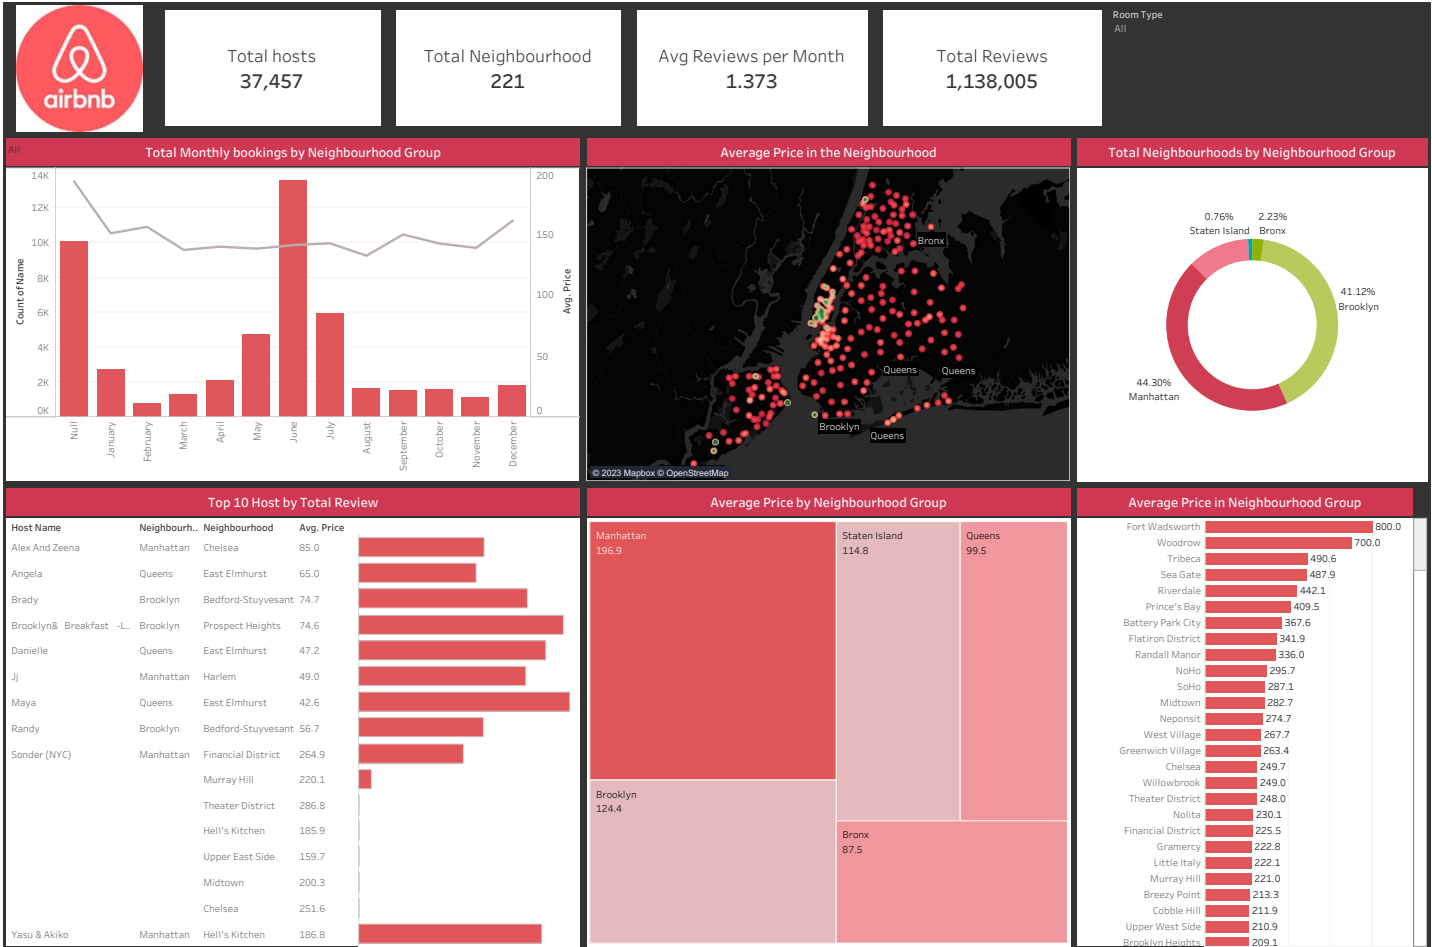 airbnb
Total hosts
37,457
Total Neighbourhood
221
Avg Reviews per Month
1.373
Total Reviews
1,138,005
Room Type
All
All
Total Monthly bookings by Neighbourhood Group
14K
12K
10K
8K
6K
4K
2K
0K
Count of Name
200
150
100
50
0
Avg. Price
Null
January
February
March
April
May
June
July
August
September
October
November
December
Average Price in the Neighbourhood
Bronx
Queens
Queens
Brooklyn
Queens
© 2023 Mapbox © OpenStreetMap
Total Neighbourhoods by Neighbourhood Group
0.76%
Staten Island
2.23%
Bronx
41.12%
Brooklyn
44.30%
Manhattan
Top 10 Host by Total Review
Host Name Neighbourh.. Neighbourhood Avg. Price
Alex And Zeena Manhattan Chelsea 85.0
Angela Queens East Elmhurst 65.0
Brady Brooklyn Bedford-Stuyvesant 74.7
Brooklyn& Breakfast -L.. Brooklyn Prospect Heights 74.6
Danielle Queens East Elmhurst 47.2
Jj Manhattan Harlem 49.0
Maya Queens East Elmhurst 42.6
Randy Brooklyn Bedford-Stuyvesant 56.7
Sonder (NYC) Manhattan Financial District 264.9
Murray Hill 220.1
Theater District 286.8
Hell's Kitchen 185.9
Upper East Side 159.7
Midtown 200.3
Chelsea 251.6
Yasu & Akiko Manhattan Hell's Kitchen 186.8
Average Price by Neighbourhood Group
Manhattan
196.9
Staten Island
114.8
Queens
99.5
Brooklyn
124.4
Bronx
87.5
Average Price in Neighbourhood Group
Fort Wadsworth 800.0
Woodrow 700.0
Tribeca 490.6
Sea Gate 487.9
Riverdale 442.1
Prince's Bay 409.5
Battery Park City 367.6
Flatiron District 341.9
Randall Manor 336.0
NoHo 295.7
SoHo 287.1
Midtown 282.7
Neponsit 274.7
West Village 267.7
Greenwich Village 263.4
Chelsea 249.7
Willowbrook 249.0
Theater District 248.0
Nolita 230.1
Financial District 225.5
Gramercy 222.8
Little Italy 222.1
Murray Hill 221.0
Breezy Point 213.3
Cobble Hill 211.9
Upper West Side 210.9
Brooklyn Heights 209.1